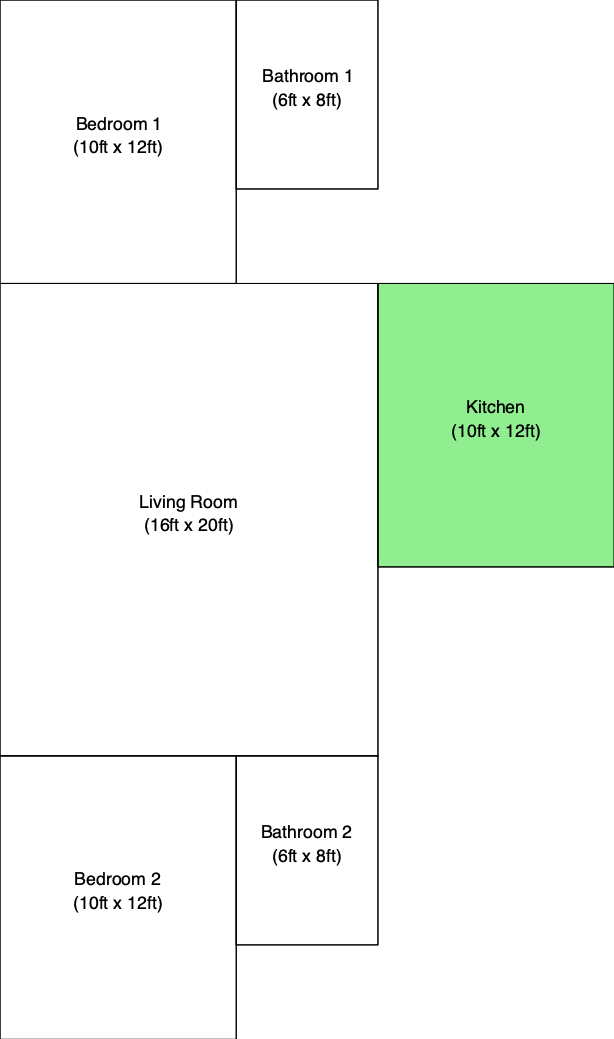 Bathroom 1
(6ft x 8ft)
Bedroom 1
(10ft x 12ft)
Kitchen
(10ft x 12ft)
Living Room
(16ft x 20ft)
Bathroom 2
(6ft x 8ft)
Bedroom 2
(10ft x 12ft)